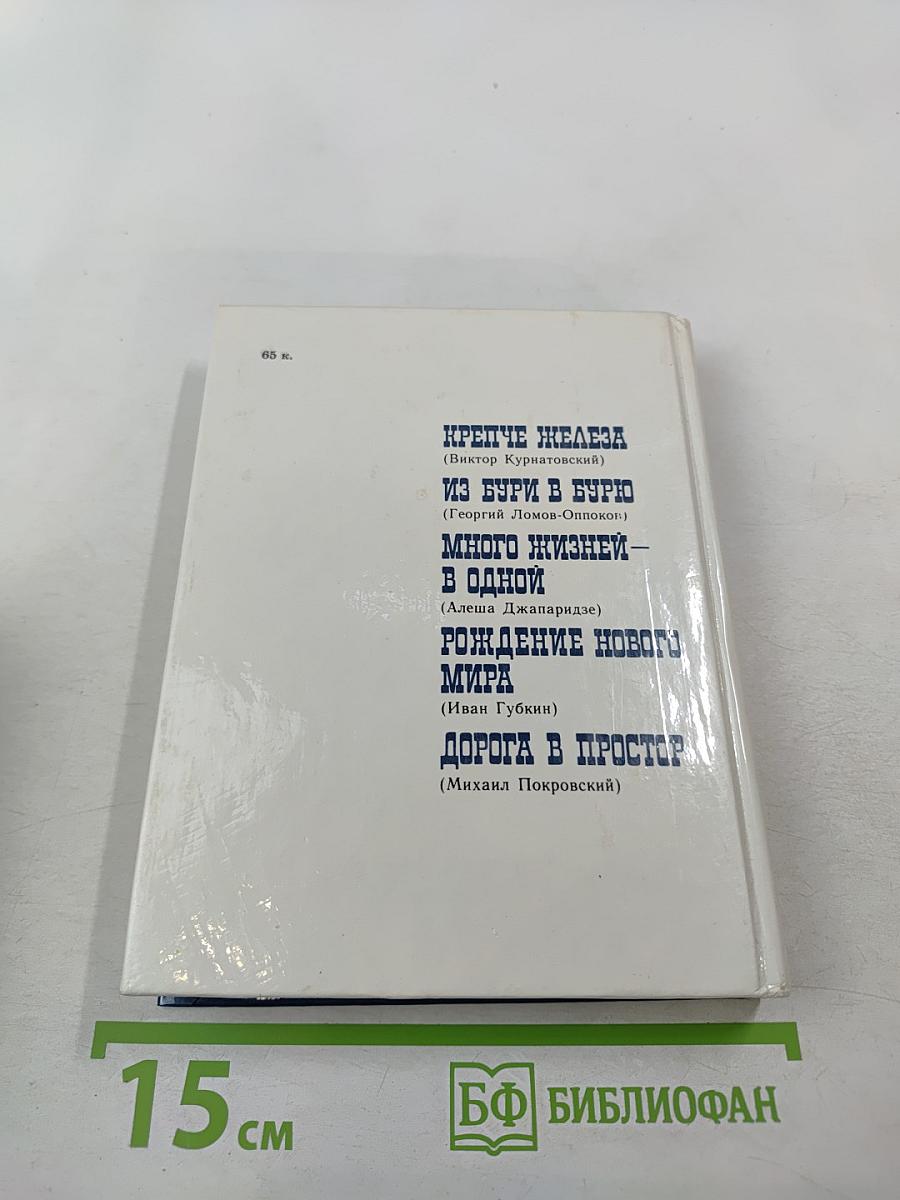 65 к.
КРЕПЧЕ ЖЕЛЕЗА
(Виктор Курнатовский)
ИЗ БУРИ В БУРЮ
(Георгий Ломов-Оппоков)
МНОГО ЖИЗНЕЙ—
В ОДНОЙ
(Алеша Джапаридзе)
РОЖДЕНИЕ НОВОГО
МИРА
(Иван Губкин)
ДОРОГА В ПРОСТОР
(Михаил Покровский)
15 см
БФ БИБЛИОФАН